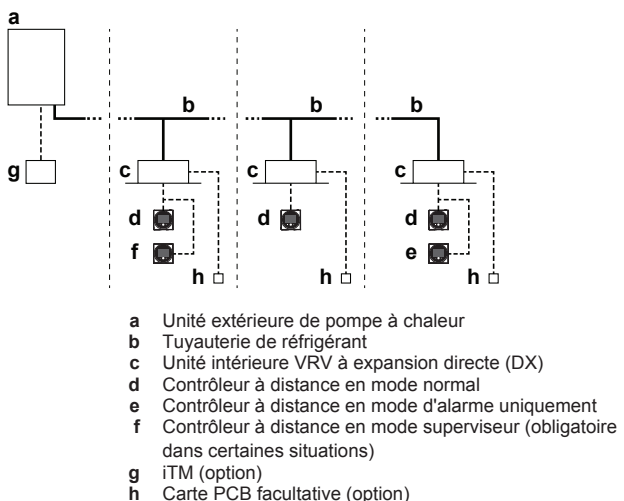 a
b b b
g c c c
d d d
f e
h h h
a Unité extérieure de pompe à chaleur
b Tuyauterie de réfrigérant
c Unité intérieure VRV à expansion directe (DX)
d Contrôleur à distance en mode normal
e Contrôleur à distance en mode d'alarme uniquement
f Contrôleur à distance en mode superviseur (obligatoire
dans certaines situations)
g iTM (option)
h Carte PCB facultative (option)